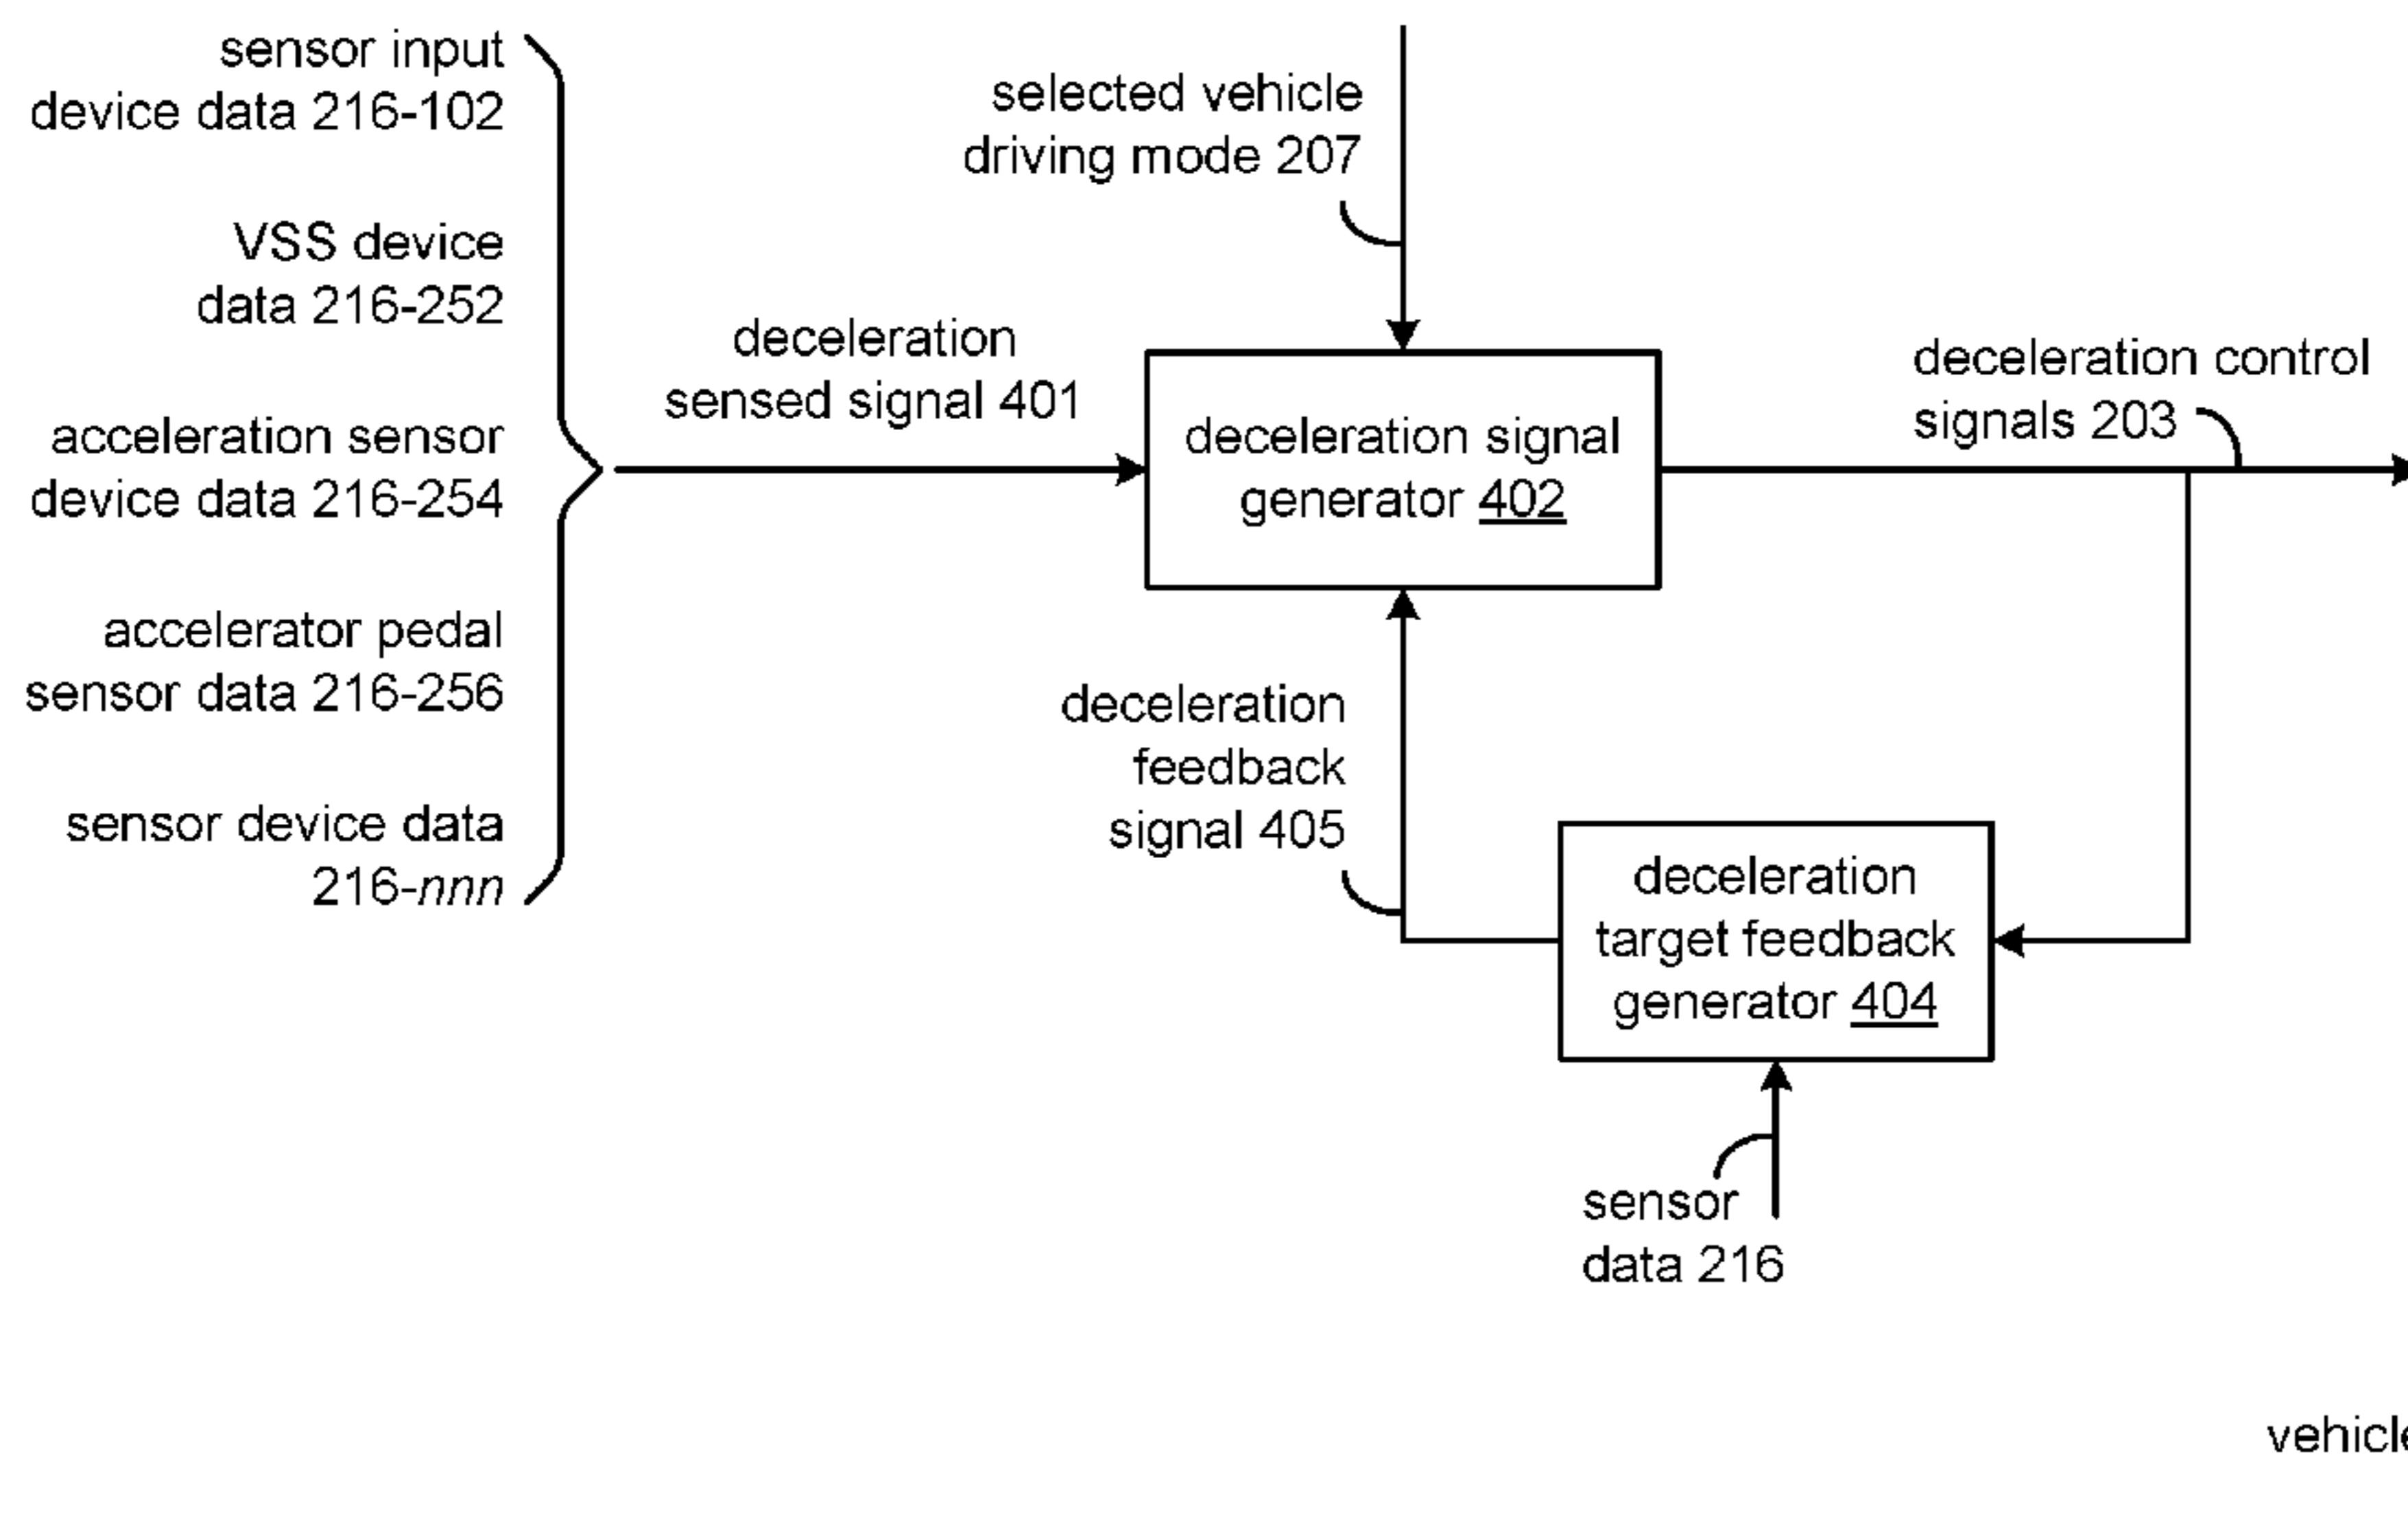 sensor input
device data 216-102
VSS device
data 216-252
acceleration sensor
device data 216-254
accelerator pedal
sensor data 216-256
sensor device data
216-nnn
deceleration
sensed signal 401
selected vehicle
driving mode 207
deceleration signal
generator 402
deceleration control
signals 203
deceleration
feedback
signal 405
deceleration
target feedback
generator 404
sensor
data 216